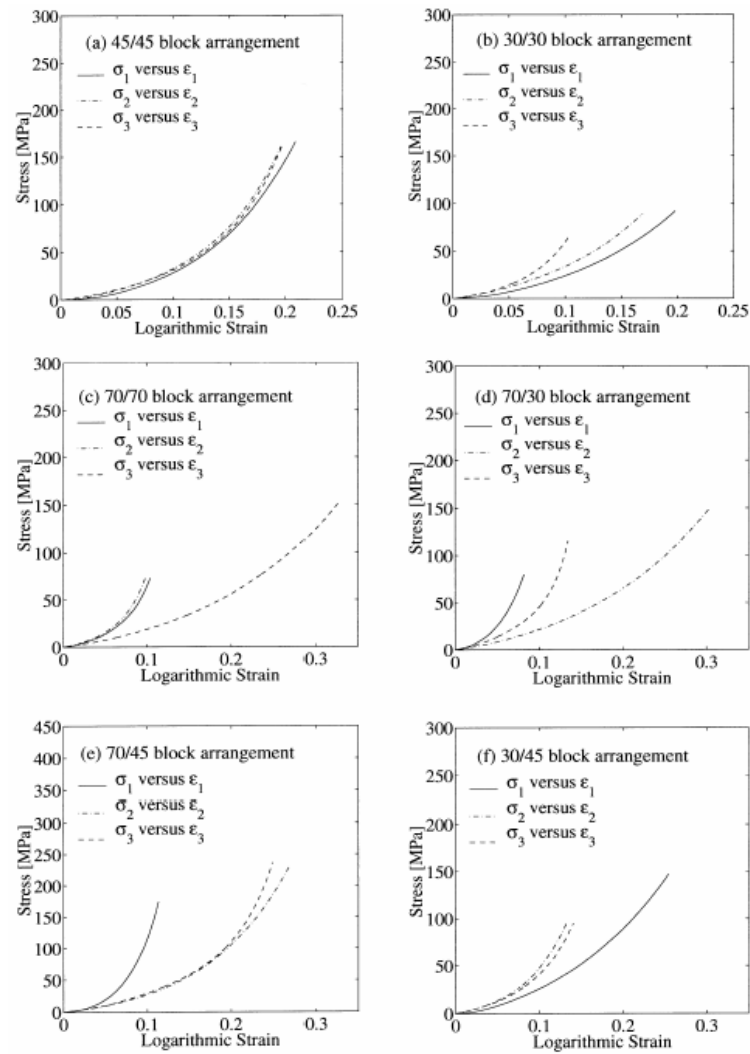 300
250
200
150
100
50
0
Stress [MPa]
(a) 45/45 block arrangement
σ₁ versus ε₁
σ₂ versus ε₂
σ₃ versus ε₃
0 0.05 0.1 0.15 0.2 0.25
Logarithmic Strain
300
250
200
150
100
50
0
Stress [MPa]
(b) 30/30 block arrangement
σ₁ versus ε₁
σ₂ versus ε₂
σ₃ versus ε₃
0 0.05 0.1 0.15 0.2 0.25
Logarithmic Strain
300
250
200
150
100
50
0
Stress [MPa]
(c) 70/70 block arrangement
σ₁ versus ε₁
σ₂ versus ε₂
σ₃ versus ε₃
0 0.1 0.2 0.3
Logarithmic Strain
300
250
200
150
100
50
0
Stress [MPa]
(d) 70/30 block arrangement
σ₁ versus ε₁
σ₂ versus ε₂
σ₃ versus ε₃
0 0.1 0.2 0.3
Logarithmic Strain
450
400
350
300
250
200
150
100
50
0
Stress [MPa]
(e) 70/45 block arrangement
σ₁ versus ε₁
σ₂ versus ε₂
σ₃ versus ε₃
0 0.1 0.2 0.3
Logarithmic Strain
300
250
200
150
100
50
0
Stress [MPa]
(f) 30/45 block arrangement
σ₁ versus ε₁
σ₂ versus ε₂
σ₃ versus ε₃
0 0.1 0.2 0.3
Logarithmic Strain